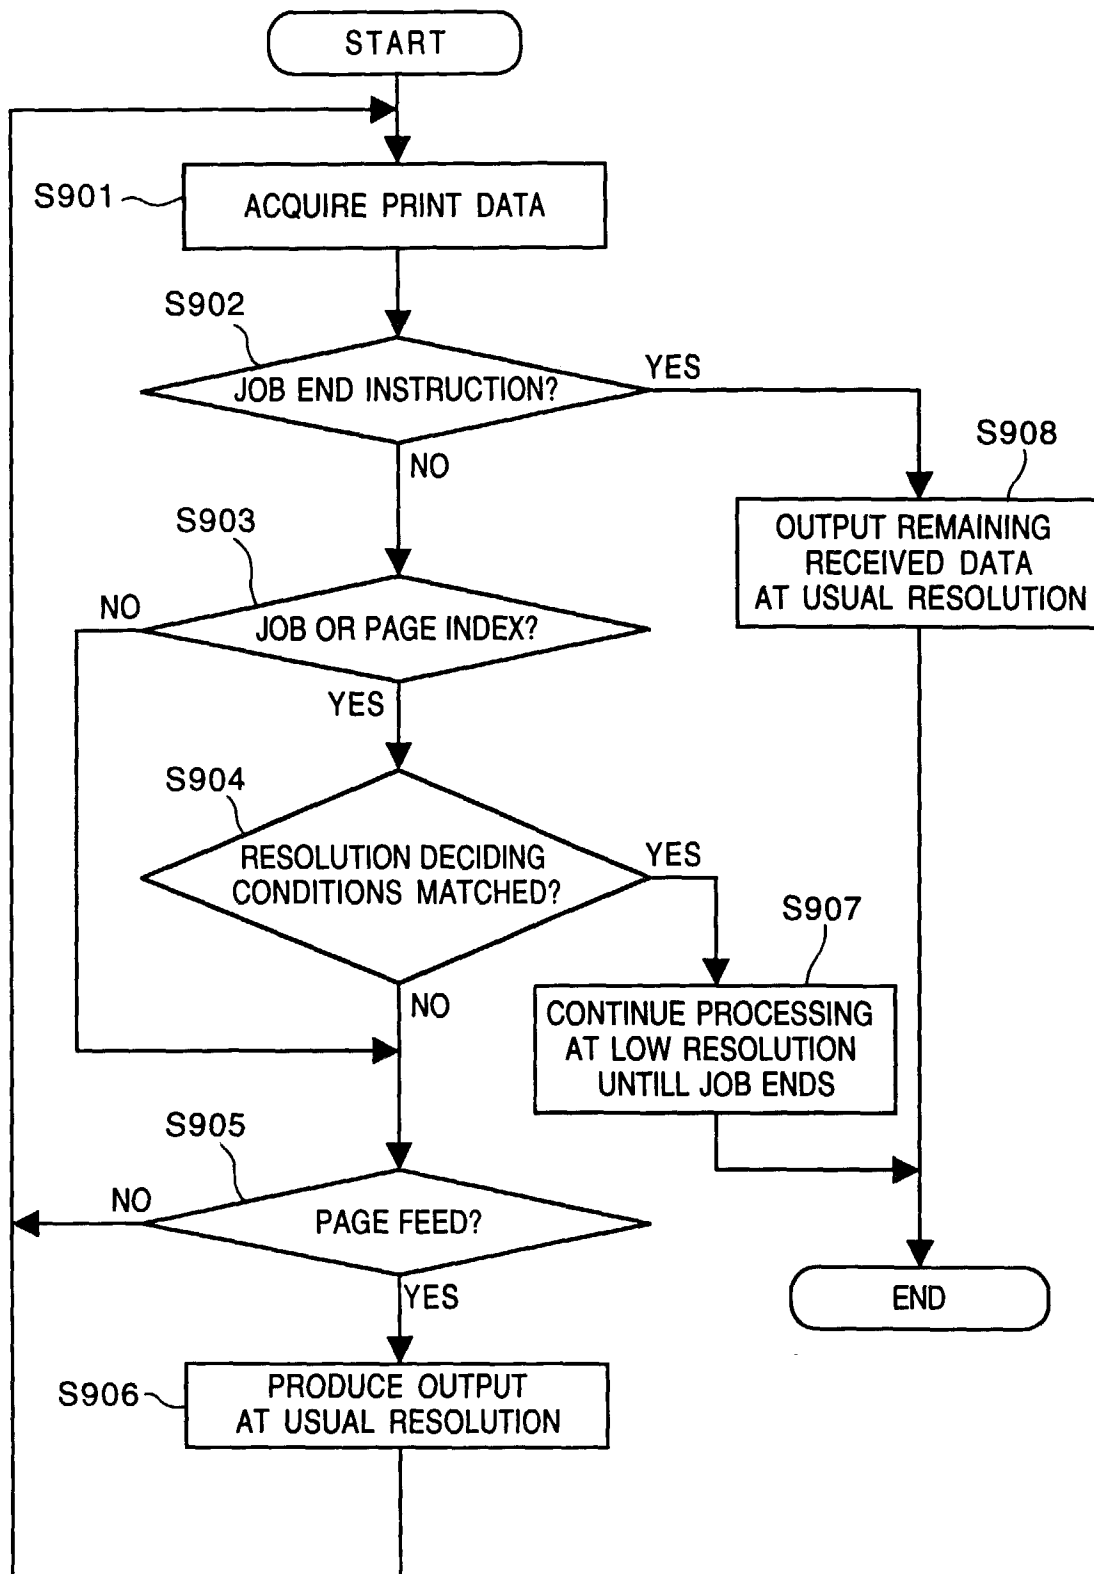 START
S901
ACQUIRE PRINT DATA
S902
JOB END INSTRUCTION?
YES
NO
S908
OUTPUT REMAINING
RECEIVED DATA
AT USUAL RESOLUTION
S903
NO
JOB OR PAGE INDEX?
YES
S904
RESOLUTION DECIDING
CONDITIONS MATCHED?
YES
NO
S907
CONTINUE PROCESSING
AT LOW RESOLUTION
UNTILL JOB ENDS
S905
NO
PAGE FEED?
YES
END
S906
PRODUCE OUTPUT
AT USUAL RESOLUTION